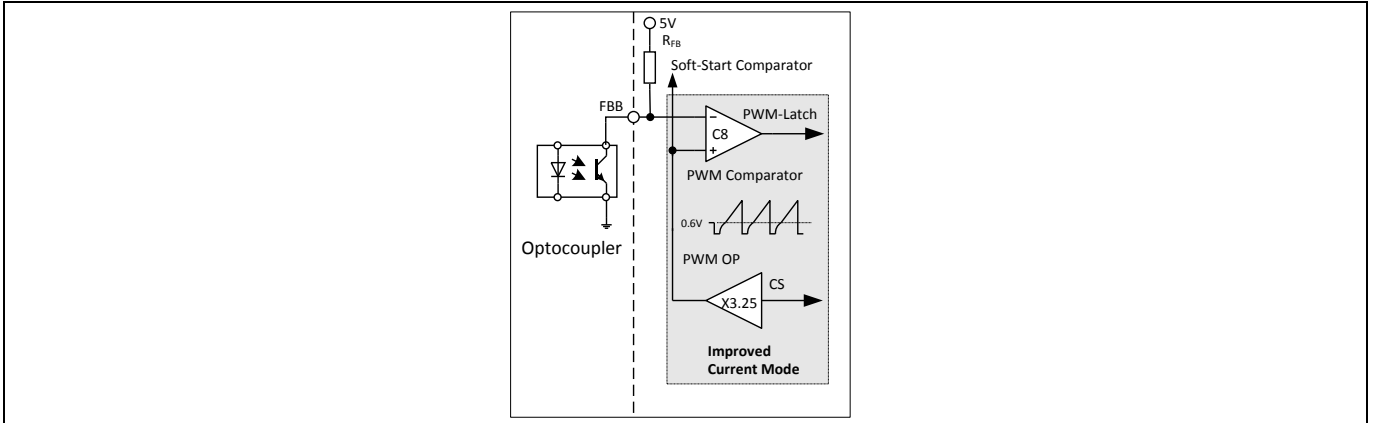 5V
RFB
Soft-Start Comparator
FBB
PWM-Latch
−
C8
+
PWM Comparator
0.6V
Optocoupler
PWM OP
CS
X3.25
Improved
Current Mode